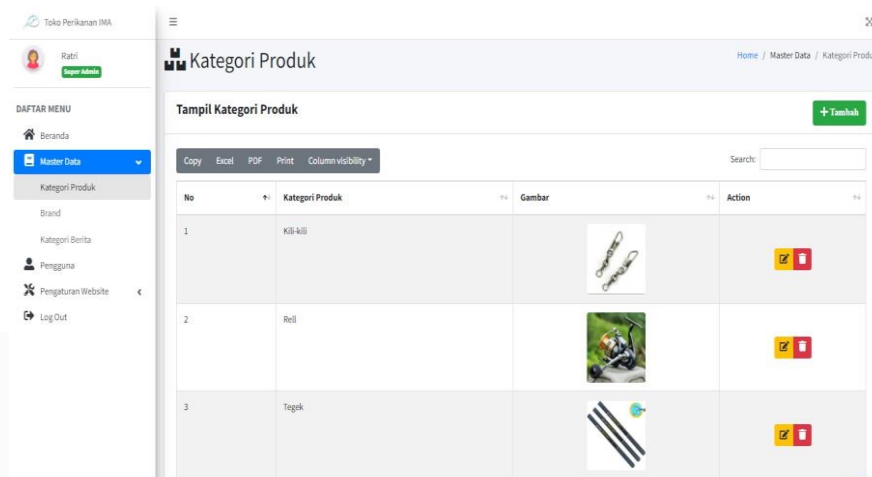 Toko Perikanan IMA
Ratri
Super Admin
DAFTAR MENU
Beranda
Master Data
Kategori Produk
Brand
Kategori Berita
Pengguna
Pengaturan Website
Log Out
Kategori Produk
Home / Master Data / Kategori Produ
Tampil Kategori Produk
+ Tambah
Copy Excel PDF Print Column visibility
Search:
No Kategori Produk Gambar Action
1 Kili-kili
2 Rell
3 Tegek